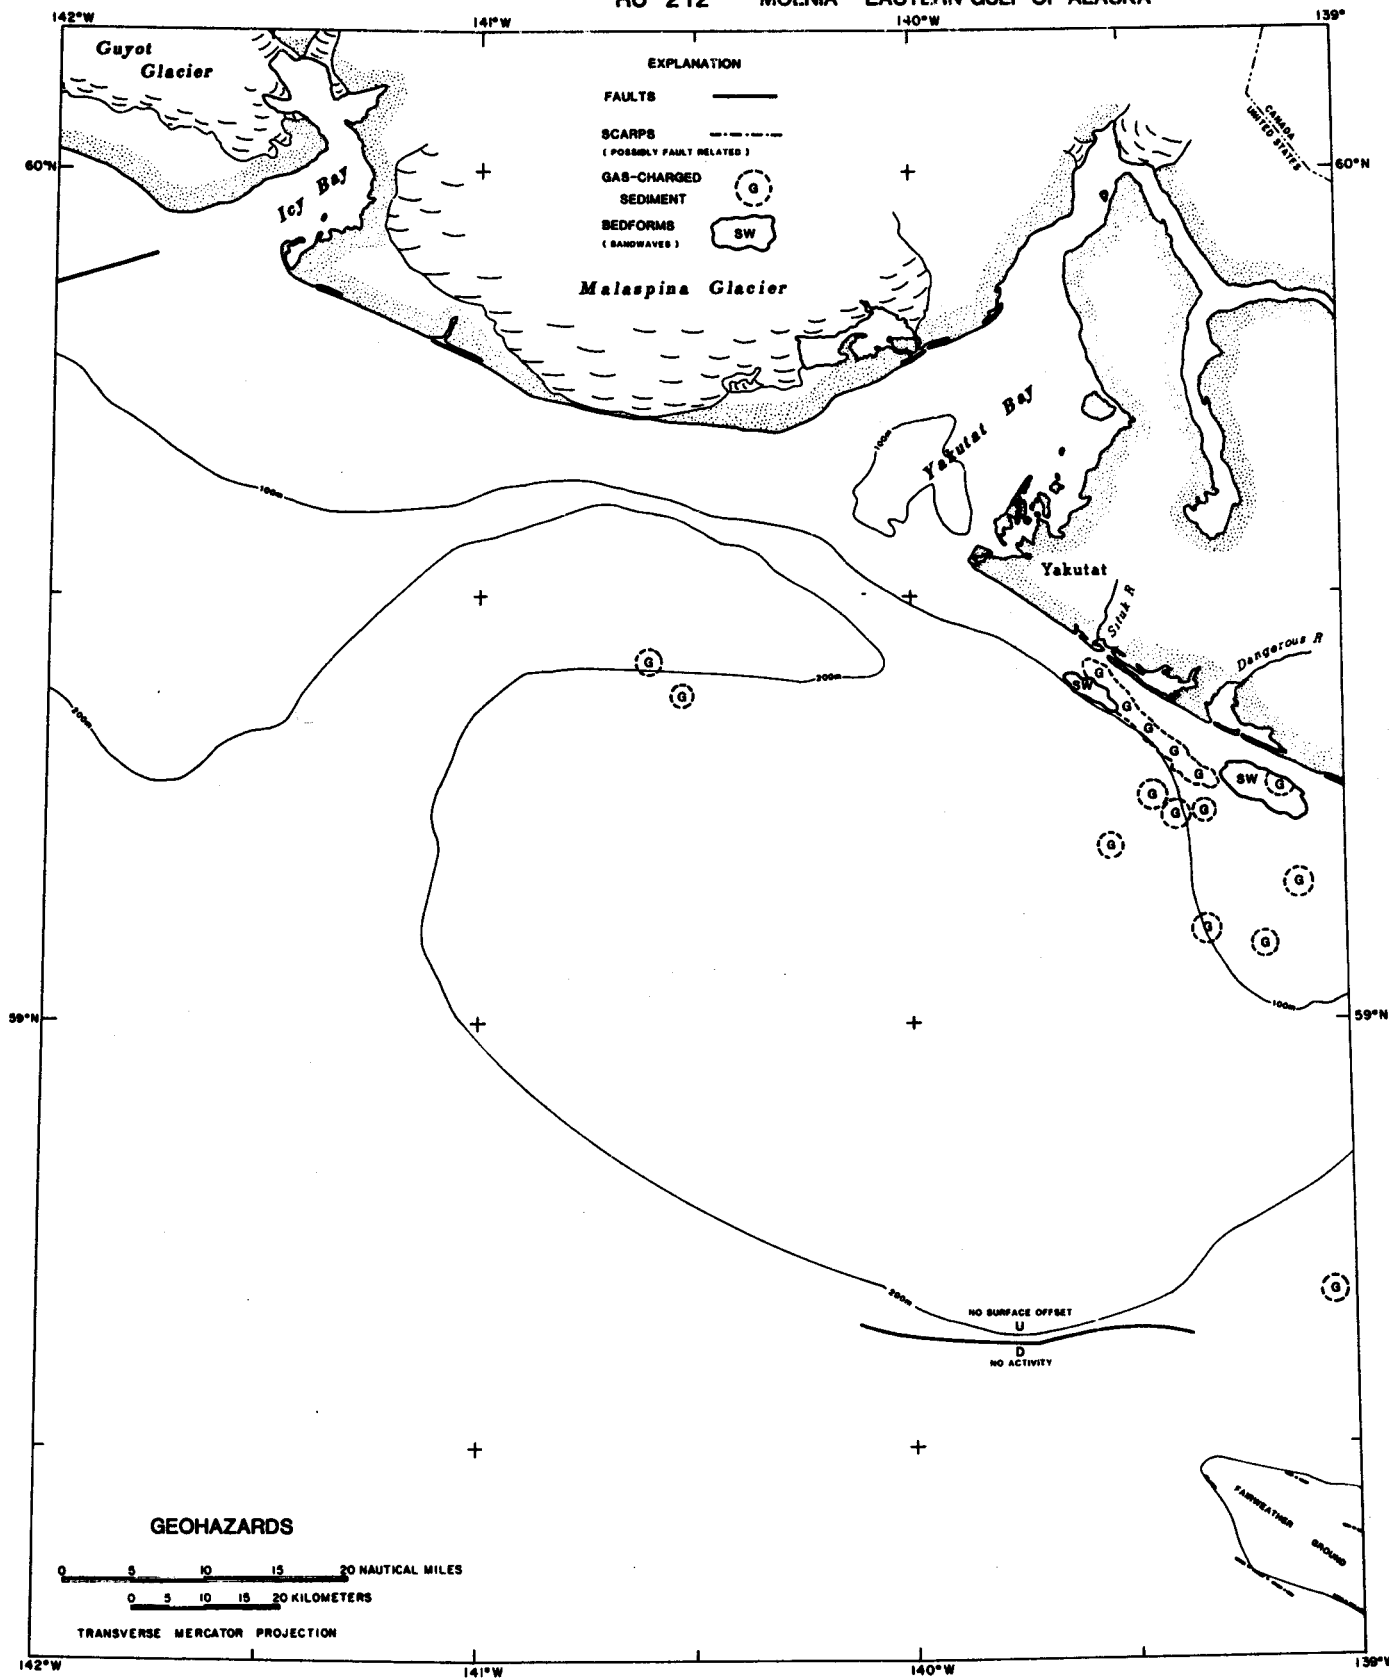 RU 212 MOLNIA EASTERN GULF OF ALASKA
142°W
141°W
140°W
139°
Guyot
Glacier
EXPLANATION
FAULTS
SCARPS
( POSSIBLY FAULT RELATED )
GAS-CHARGED
SEDIMENT
G
BEDFORMS
( SANDWAVES )
SW
CANADA
UNITED STATES
60°N
60°N
Icy Bay
Malaspina Glacier
Yakutat Bay
100m
100m
Yakutat
Situk R
Dangerous R
G
G
200m
200m
SW
G
G
G
G
G
SW
G
G
G
G
G
G
G
G
100m
59°N
59°N
200m
G
NO SURFACE OFFSET
U
D
NO ACTIVITY
FAIRWEATHER GROUND
GEOHAZARDS
0 5 10 15 20 NAUTICAL MILES
0 5 10 15 20 KILOMETERS
TRANSVERSE MERCATOR PROJECTION
142°W
141°W
140°W
139°W